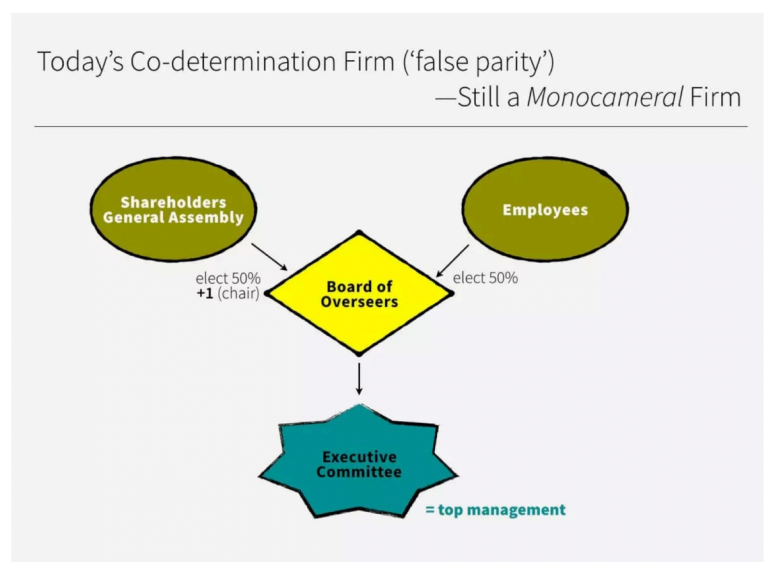 Today’s Co-determination Firm (‘false parity’)
—Still a Monocameral Firm
Shareholders
General Assembly
Employees
elect 50%
+1 (chair)
Board of
Overseers
elect 50%
Executive
Committee
= top management